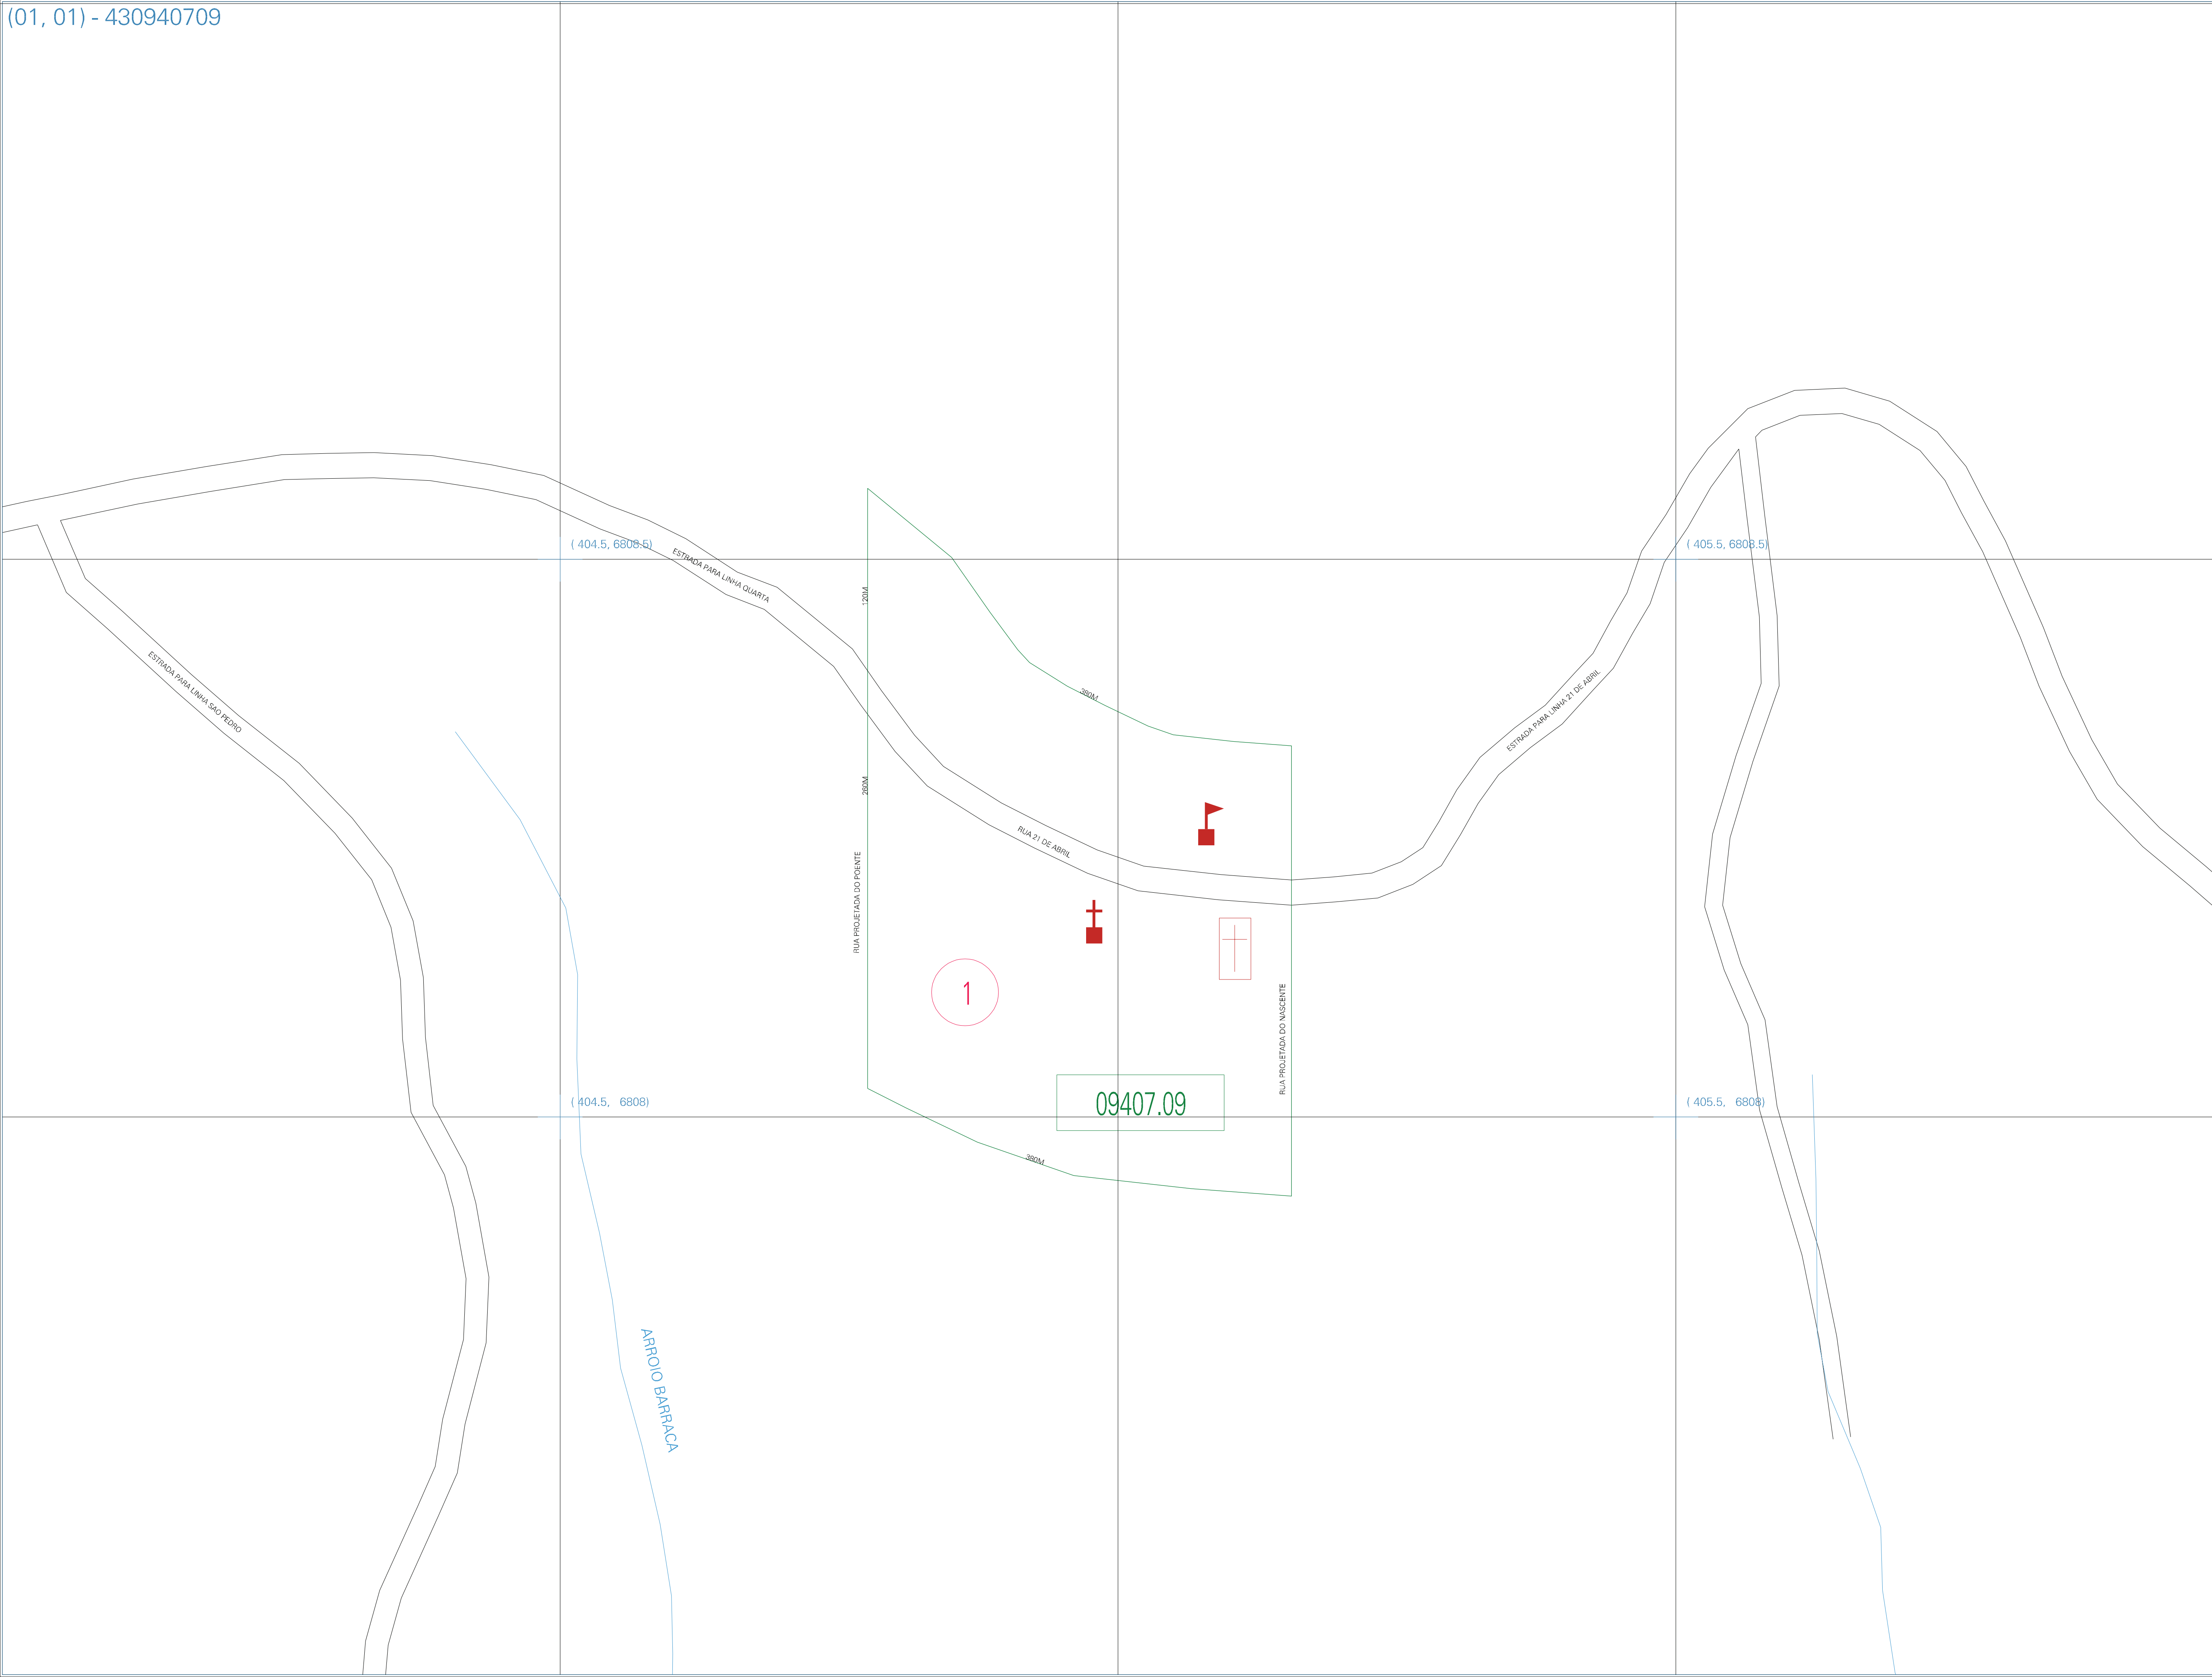 (01, 01) - 430940709
( 404.5, 6808.5)
( 405.5, 6808.5)
ESTRADA PARA LINHA QUARTA
120M
ESTRADA PARA LINHA SAO PEDRO
380M
ESTRADA PARA LINHA 21 DE ABRIL
260M
RUA 21 DE ABRIL
RUA PROJETADA DO POENTE
1
RUA PROJETADA DO NASCENTE
( 404.5, 6808)
09407.09
( 405.5, 6808)
380M
ARROIO BARRACA